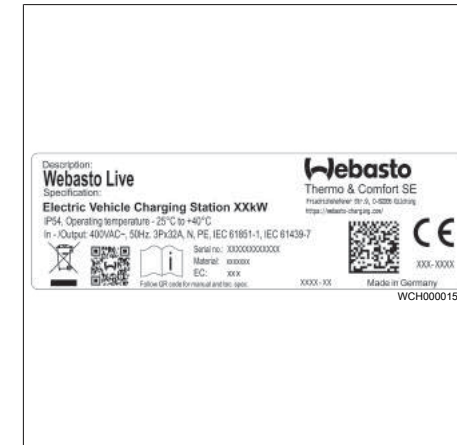 Description:
Webasto Live
Specification:
Electric Vehicle Charging Station XXkW
IP54, Operating temperature - 25°C to +40°C
In - /Output: 400VAC~, 50Hz. 3Px32A, N, PE, IEC 61851-1, IEC 61439-7
Serial no.: XXXXXXXXXXXXX
Material: xxxxxxx
EC: xxx
Follow QR code for manual and tec. spec.
Webasto
Thermo & Comfort SE
https://webasto-charging.com/
CE
XXX-XXXX
XXXX-XX
Made in Germany
WCH000015